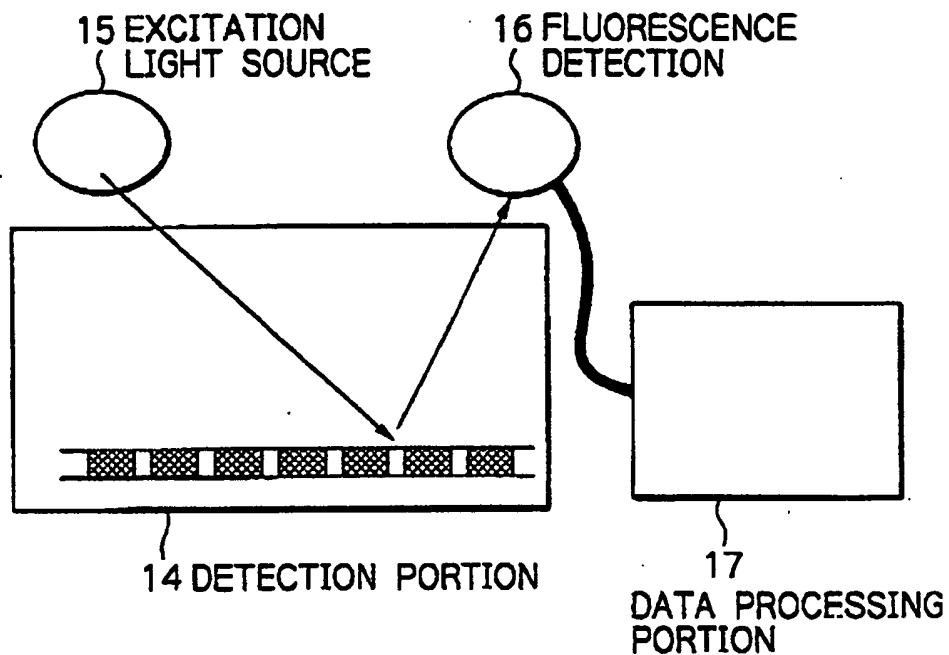 15 EXCITATION
LIGHT SOURCE
16 FLUORESCENCE
DETECTION
14 DETECTION PORTION
17
DATA PROCESSING
PORTION